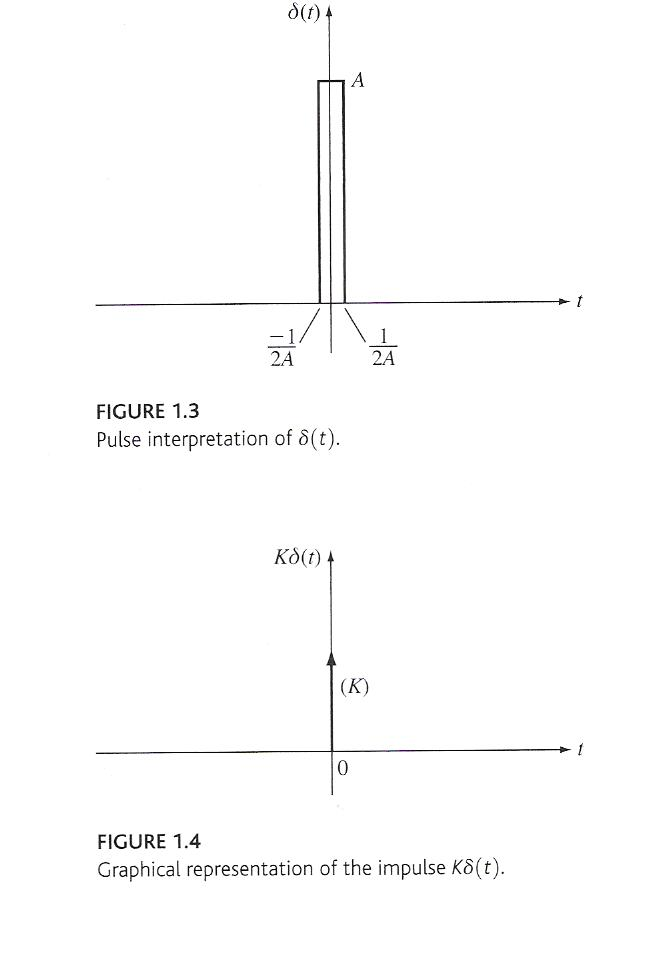 δ(t)
A
t
−1/2A
1/2A
FIGURE 1.3
Pulse interpretation of δ(t).
Kδ(t)
(K)
t
0
FIGURE 1.4
Graphical representation of the impulse Kδ(t).